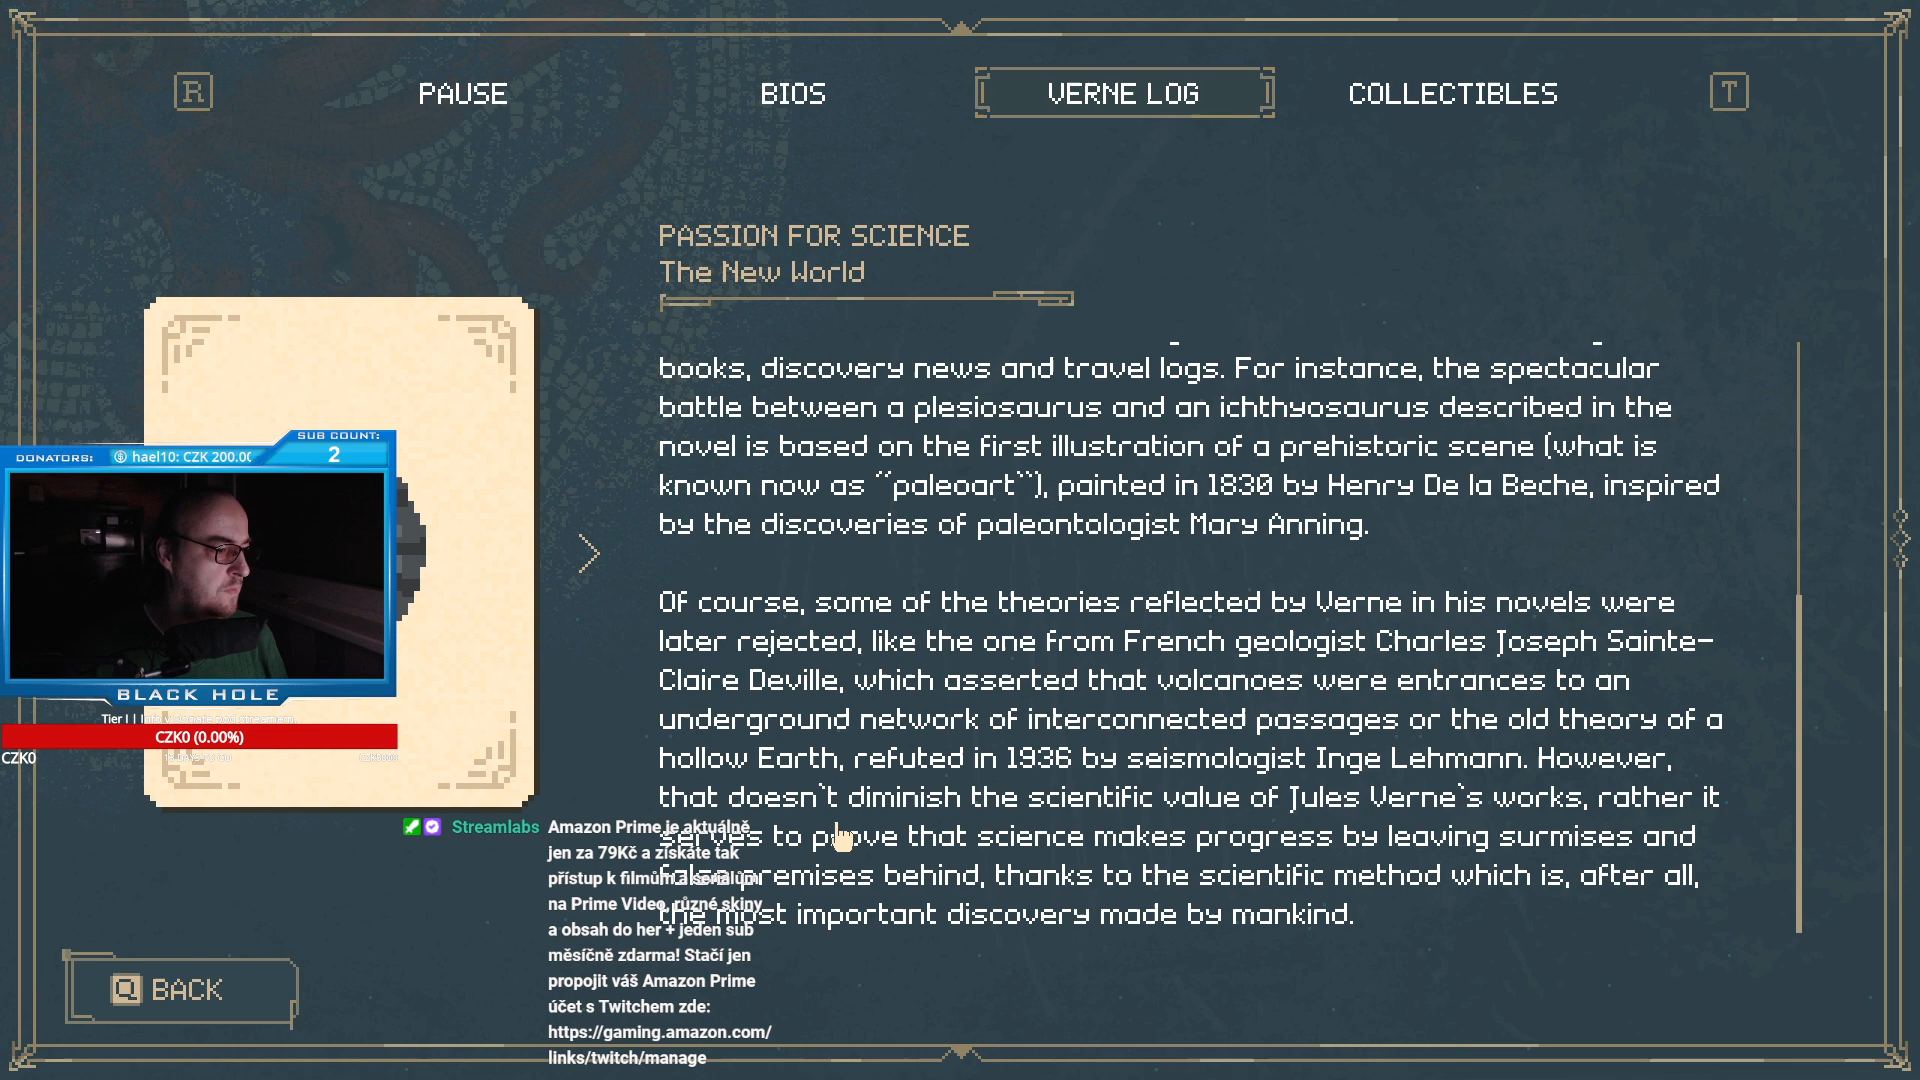 R
PAUSE
BIOS
VERNE LOG
COLLECTIBLES
T
PASSION FOR SCIENCE
The New World
books, discovery news and travel logs. For instance, the spectacular
battle between a plesiosaurus and an ichthyosaurus described in the
novel is based on the first illustration of a prehistoric scene (what is
known now as ``paleoart``), painted in 1830 by Henry De la Beche, inspired
by the discoveries of paleontologist Mary Anning.
Of course, some of the theories reflected by Verne in his novels were
later rejected, like the one from French geologist Charles Joseph Sainte-
Claire Deville, which asserted that volcanoes were entrances to an
underground network of interconnected passages or the old theory of a
hollow Earth, refuted in 1936 by seismologist Inge Lehmann. However,
that doesn`t diminish the scientific value of Jules Verne`s works, rather it
serves to prove that science makes progress by leaving surmises and
false premises behind, thanks to the scientific method which is, after all,
the most important discovery made by mankind.
SUB COUNT:
2
DONATORS:
hael10: CZK 200.00
BLACK HOLE
Tier I
CZK0 (0.00%)
CZK0
Streamlabs Amazon Prime je aktuálně
jen za 79Kč a získáte tak
přístup k filmům a seriálům
na Prime Video, různé skiny
a obsah do her + jeden sub
měsíčně zdarma! Stačí jen
propojit váš Amazon Prime
účet s Twitchem zde:
https://gaming.amazon.com/
links/twitch/manage
Q BACK